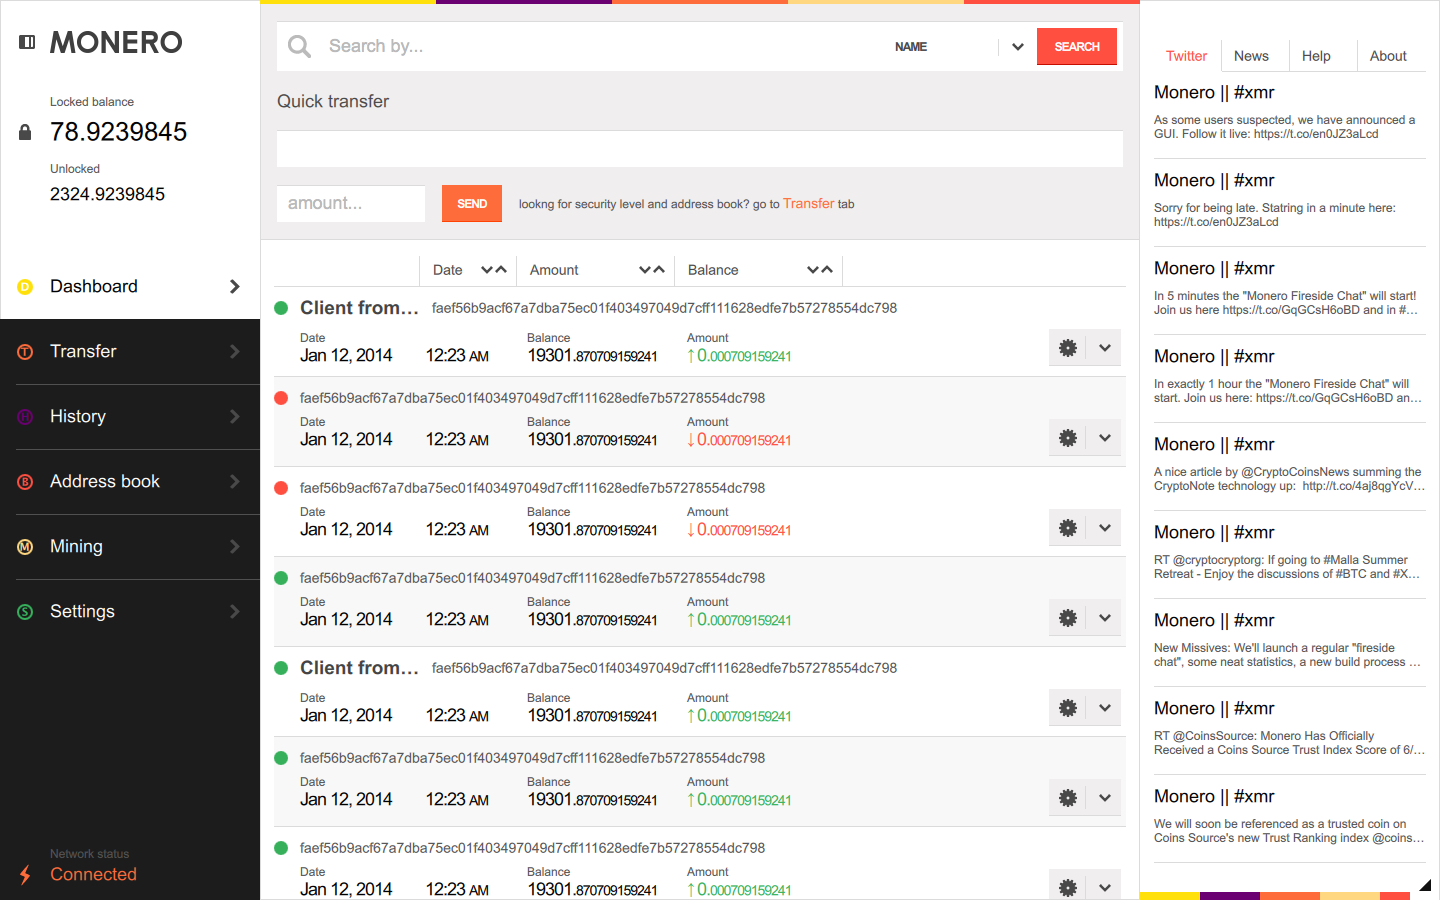 MONERO
Locked balance
78.9239845
Unlocked
2324.9239845
D Dashboard
T Transfer
H History
B Address book
M Mining
S Settings
Network status
Connected
Search by...
NAME
SEARCH
Quick transfer
amount...
SEND
lookng for security level and address book? go to Transfer tab
Date Amount Balance
Client from... faef56b9acf67a7dba75ec01f403497049d7cff111628edfe7b57278554dc798
Date Balance Amount
Jan 12, 2014 12:23 AM 19301.870709159241 ↑0.000709159241
faef56b9acf67a7dba75ec01f403497049d7cff111628edfe7b57278554dc798
Date Balance Amount
Jan 12, 2014 12:23 AM 19301.870709159241 ↓0.000709159241
faef56b9acf67a7dba75ec01f403497049d7cff111628edfe7b57278554dc798
Date Balance Amount
Jan 12, 2014 12:23 AM 19301.870709159241 ↓0.000709159241
faef56b9acf67a7dba75ec01f403497049d7cff111628edfe7b57278554dc798
Date Balance Amount
Jan 12, 2014 12:23 AM 19301.870709159241 ↑0.000709159241
Client from... faef56b9acf67a7dba75ec01f403497049d7cff111628edfe7b57278554dc798
Date Balance Amount
Jan 12, 2014 12:23 AM 19301.870709159241 ↑0.000709159241
faef56b9acf67a7dba75ec01f403497049d7cff111628edfe7b57278554dc798
Date Balance Amount
Jan 12, 2014 12:23 AM 19301.870709159241 ↑0.000709159241
faef56b9acf67a7dba75ec01f403497049d7cff111628edfe7b57278554dc798
Date Balance Amount
Jan 12, 2014 12:23 AM 19301.870709159241 ↑0.000709159241
Twitter News Help About
Monero || #xmr
As some users suspected, we have announced a
GUI. Follow it live: https://t.co/en0JZ3aLcd
Monero || #xmr
Sorry for being late. Statring in a minute here:
https://t.co/en0JZ3aLcd
Monero || #xmr
In 5 minutes the "Monero Fireside Chat" will start!
Join us here https://t.co/GqGCsH6oBD and in #...
Monero || #xmr
In exactly 1 hour the "Monero Fireside Chat" will
start. Join us here: https://t.co/GqGCsH6oBD an...
Monero || #xmr
A nice article by @CryptoCoinsNews summing the
CryptoNote technology up: http://t.co/4aj8qgYcV...
Monero || #xmr
RT @cryptocryptorg: If going to #Malla Summer
Retreat - Enjoy the discussions of #BTC and #X...
Monero || #xmr
New Missives: We'll launch a regular "fireside
chat", some neat statistics, a new build process ...
Monero || #xmr
RT @CoinsSource: Monero Has Officially
Received a Coins Source Trust Index Score of 6/...
Monero || #xmr
We will soon be referenced as a trusted coin on
Coins Source's new Trust Ranking index @coins...